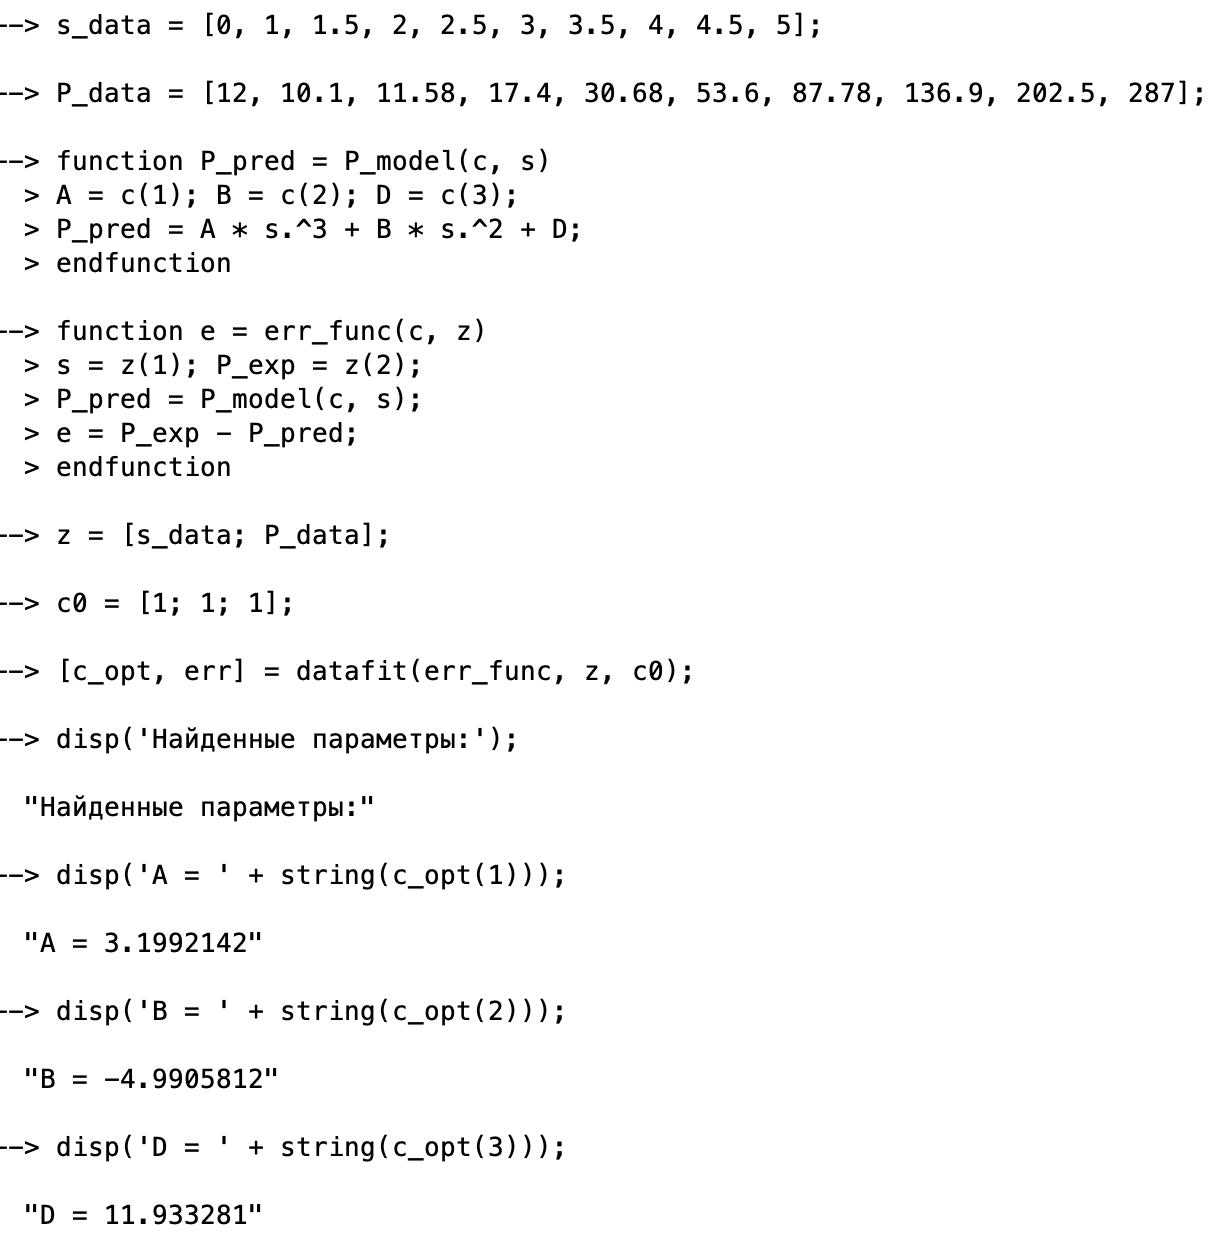 --> s_data = [0, 1, 1.5, 2, 2.5, 3, 3.5, 4, 4.5, 5];
--> P_data = [12, 10.1, 11.58, 17.4, 30.68, 53.6, 87.78, 136.9, 202.5, 287];
--> function P_pred = P_model(c, s)
> A = c(1); B = c(2); D = c(3);
> P_pred = A * s.^3 + B * s.^2 + D;
> endfunction
--> function e = err_func(c, z)
> s = z(1); P_exp = z(2);
> P_pred = P_model(c, s);
> e = P_exp - P_pred;
> endfunction
--> z = [s_data; P_data];
--> c0 = [1; 1; 1];
--> [c_opt, err] = datafit(err_func, z, c0);
--> disp('Найденные параметры:');
"Найденные параметры:"
--> disp('A = ' + string(c_opt(1)));
"A = 3.1992142"
--> disp('B = ' + string(c_opt(2)));
"B = -4.9905812"
--> disp('D = ' + string(c_opt(3)));
"D = 11.933281"